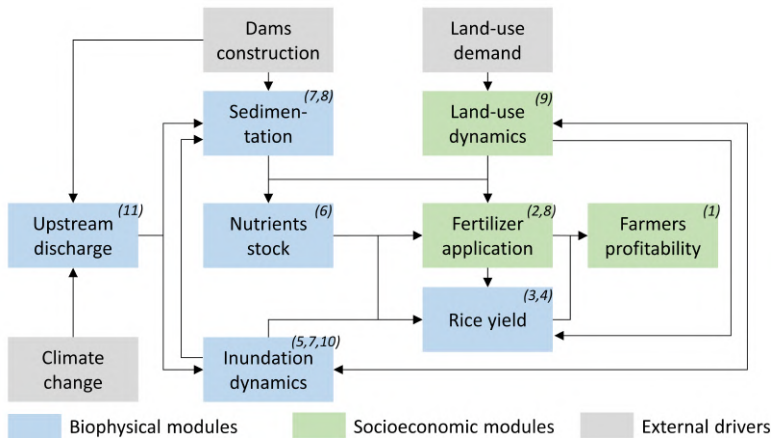 Dams
construction
Land-use
demand
(7,8)
Sedimen-
tation
(9)
Land-use
dynamics
(11)
Upstream
discharge
(6)
Nutrients
stock
(2,8)
Fertilizer
application
(1)
Farmers
profitability
(3,4)
Rice yield
Climate
change
(5,7,10)
Inundation
dynamics
Biophysical modules
Socioeconomic modules
External drivers